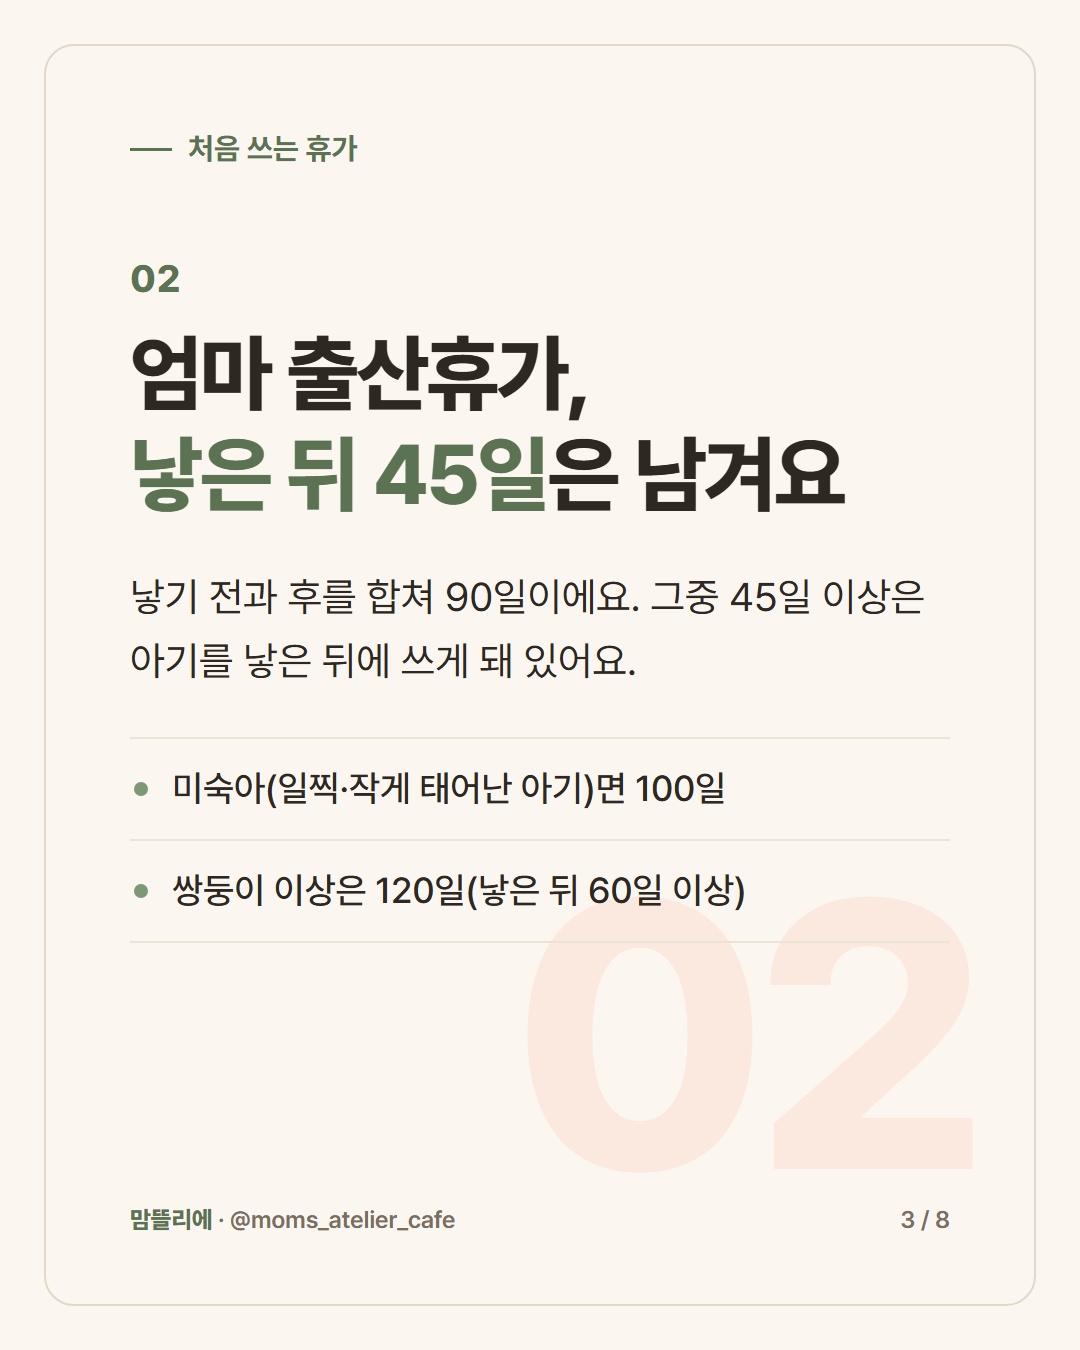 처음 쓰는 휴가
02
엄마 출산휴가,
낳은 뒤 45일은 남겨요
낳기 전과 후를 합쳐 90일이에요. 그중 45일 이상은
아기를 낳은 뒤에 쓰게 돼 있어요.
미숙아(일찍·작게 태어난 아기)면 100일
쌍둥이 이상은 120일(낳은 뒤 60일 이상)
02
맘뜰리에 · @moms_atelier_cafe
3 / 8